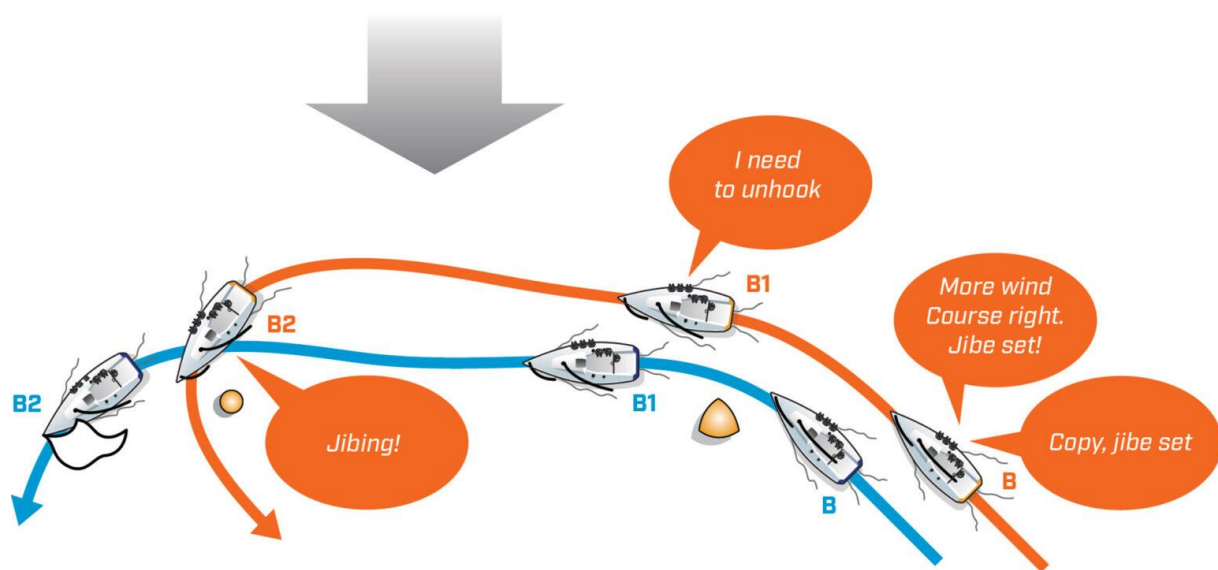 I need
to unhook
B1
More wind
Course right.
Jibe set!
B2
B2
B1
Jibing!
Copy, jibe set
B
B